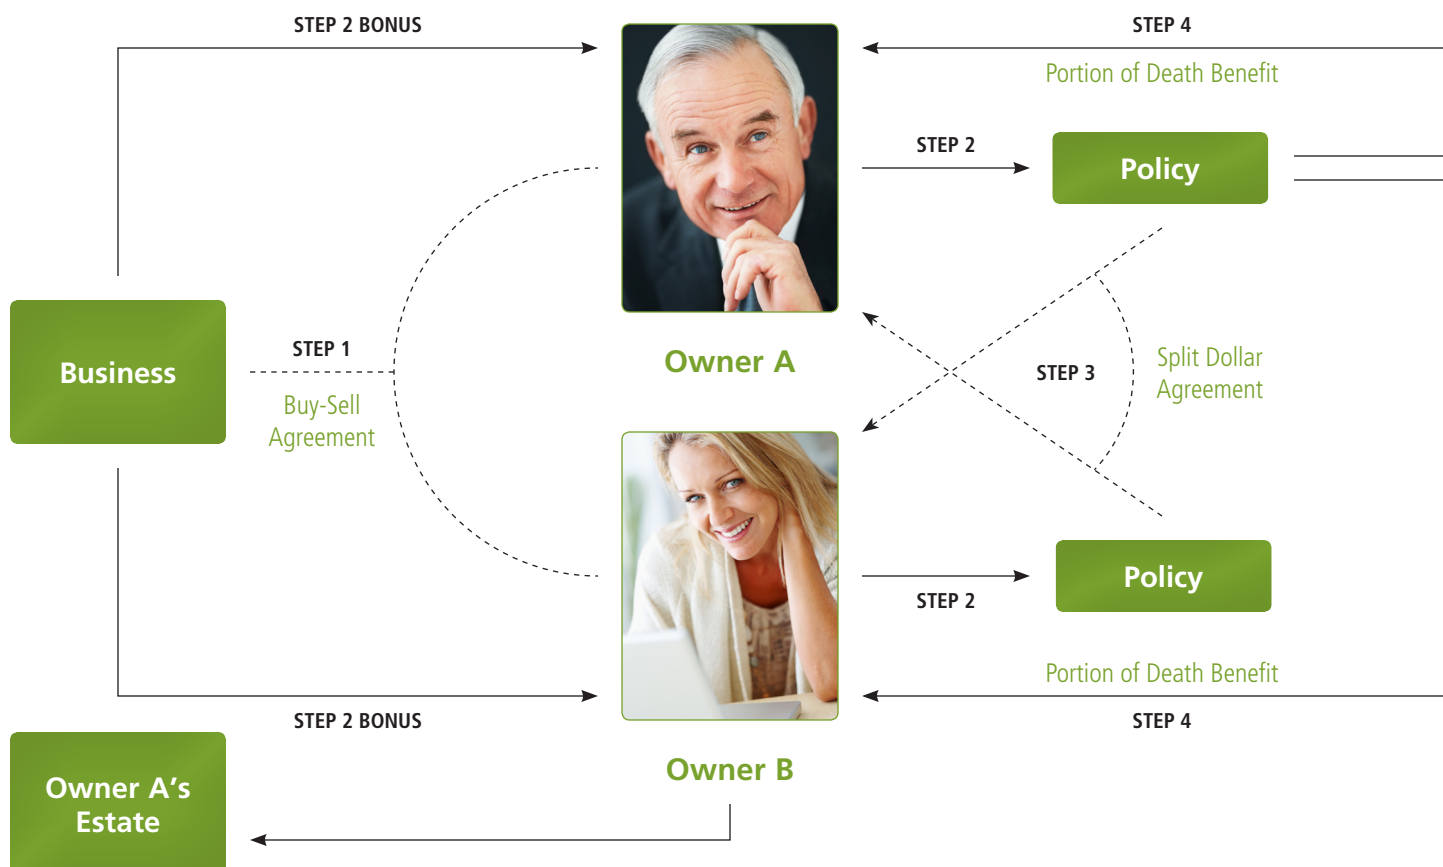 STEP 2 BONUS
STEP 4
Portion of Death Benefit
STEP 2
Policy
Business
STEP 1
Buy-Sell
Agreement
Owner A
STEP 3
Split Dollar
Agreement
Policy
STEP 2
Portion of Death Benefit
STEP 2 BONUS
STEP 4
Owner B
Owner A's
Estate